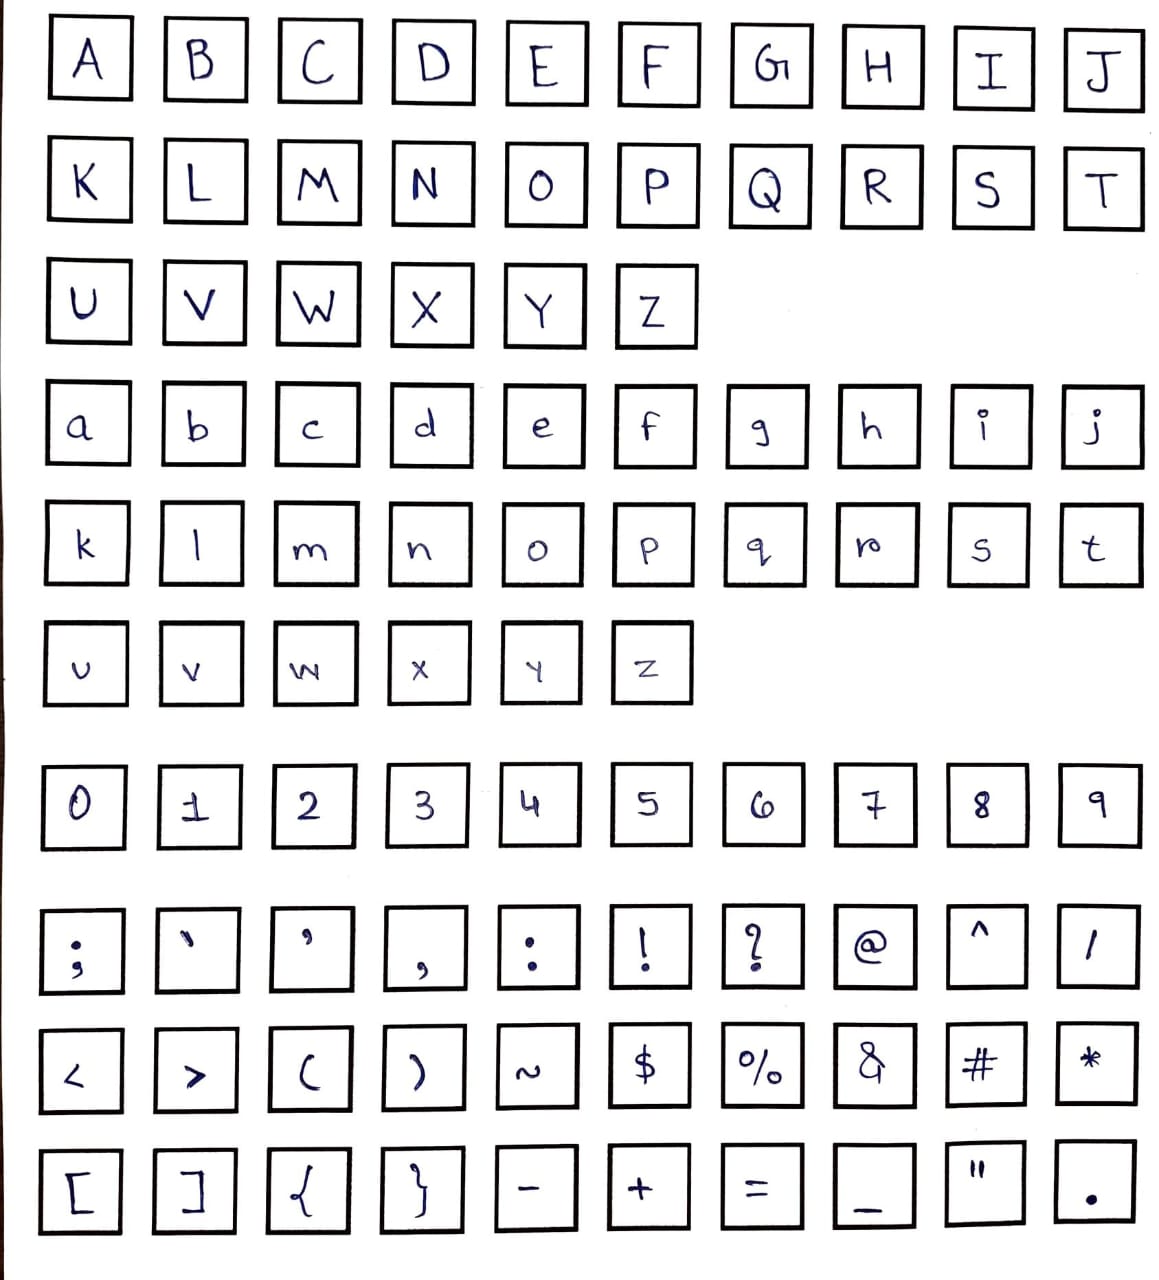 A B C D E F G H I J
K L M N O P Q R S T
U V W X Y Z
a b c d e f g h i j
k l m n o p q r s t
u v w x y z
0 1 2 3 4 5 6 7 8 9
; ` ' , : ! ? @ ^ /
< > ( ) ~ $ % & # *
[ ] { } - + = _ " .